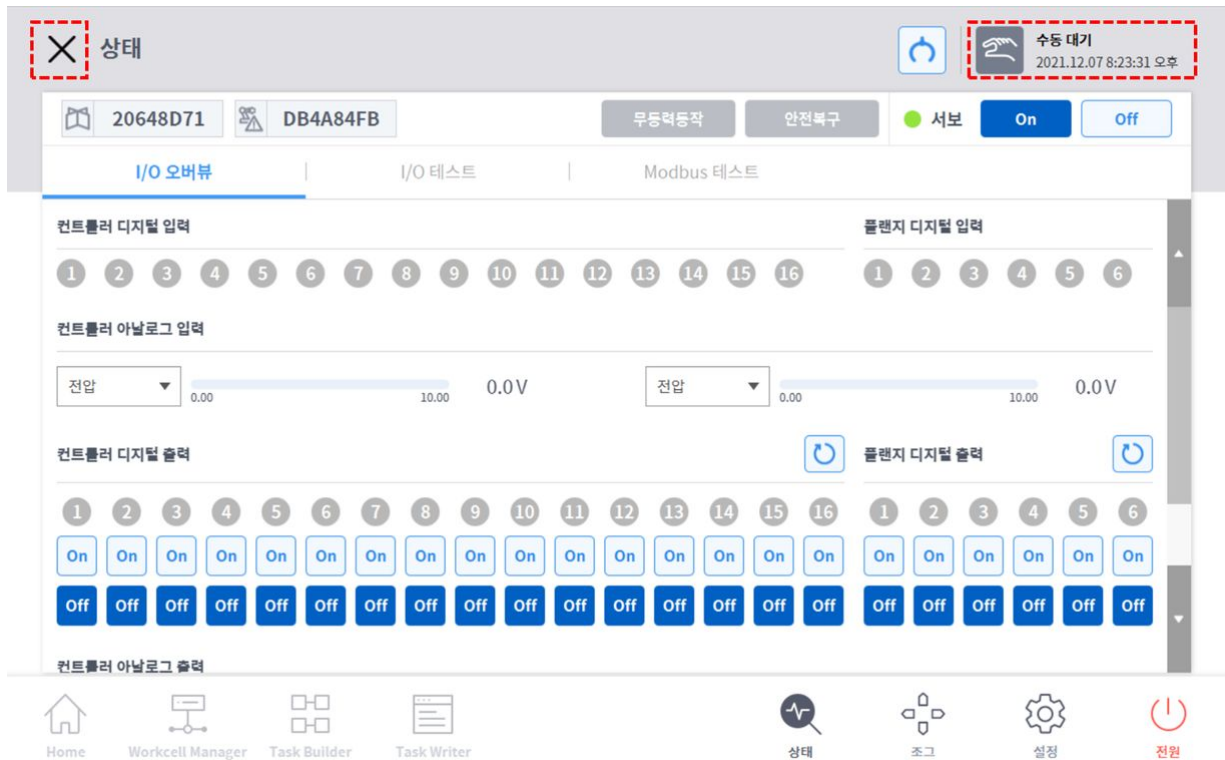 상태
수동 대기
2021.12.07 8:23:31 오후
20648D71 DB4A84FB 무동력동작 안전복구 서보 On Off
I/O 오버뷰 I/O 테스트 Modbus 테스트
컨트롤러 디지털 입력 플랜지 디지털 입력
1 2 3 4 5 6 7 8 9 10 11 12 13 14 15 16 1 2 3 4 5 6
컨트롤러 아날로그 입력
전압 0.00 10.00 0.0 V 전압 0.00 10.00 0.0 V
컨트롤러 디지털 출력 플랜지 디지털 출력
1 2 3 4 5 6 7 8 9 10 11 12 13 14 15 16 1 2 3 4 5 6
On On On On On On On On On On On On On On On On On On On On On On
Off Off Off Off Off Off Off Off Off Off Off Off Off Off Off Off Off Off Off Off Off Off
컨트롤러 아날로그 출력
Home Workcell Manager Task Builder Task Writer 상태 조그 설정 전원